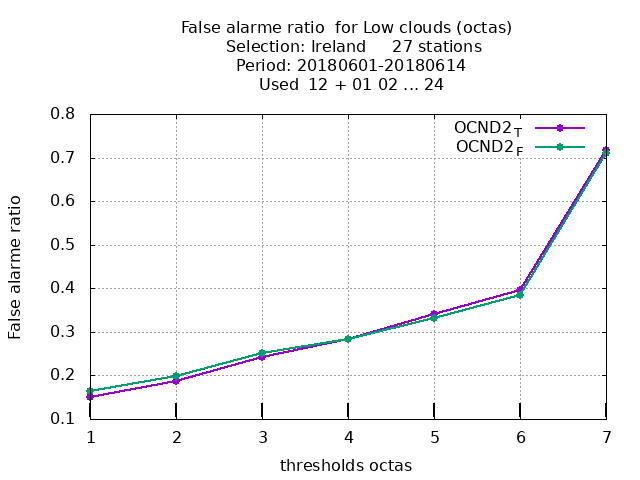 False alarme ratio  for Low clouds (octas)
Selection: Ireland     27 stations
Period: 20180601-20180614
Used  12 + 01 02 ... 24
OCND2T
OCND2F
0.8
0.7
0.6
0.5
0.4
0.3
0.2
0.1
False alarme ratio
1 2 3 4 5 6 7
thresholds octas